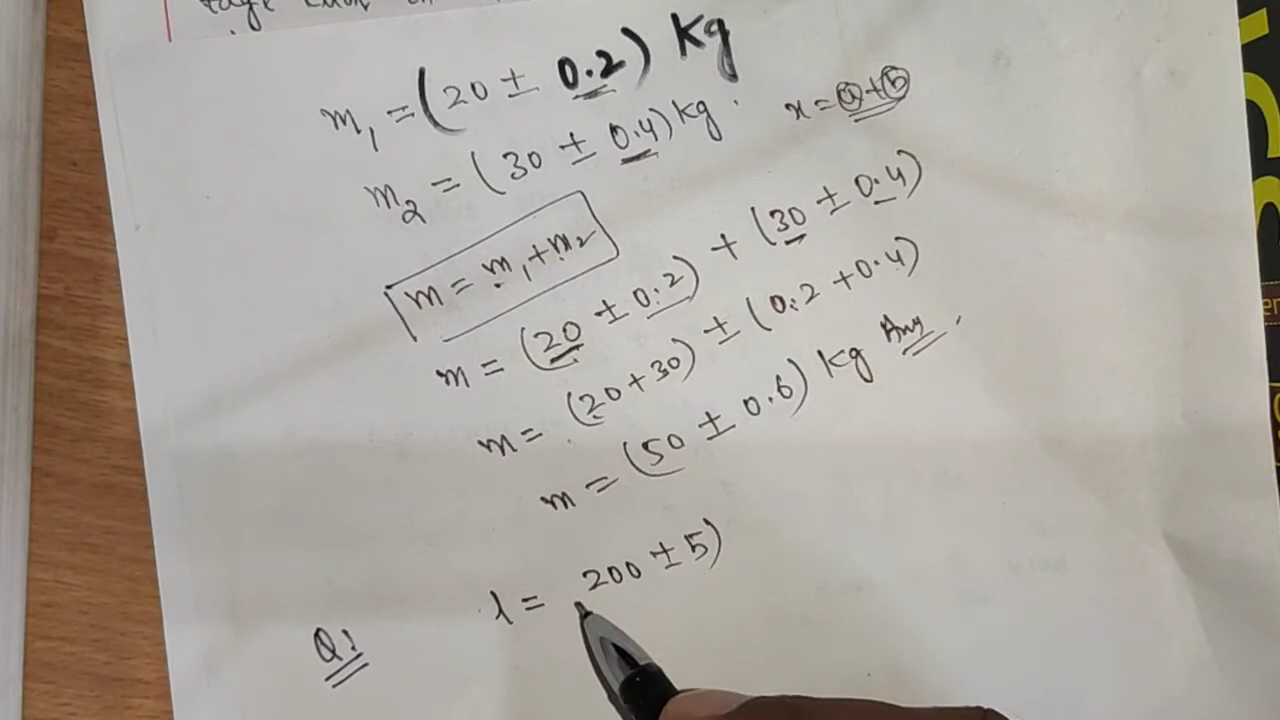 m₁ = (20 ± 0.2) Kg
m₂ = (30 ± 0.4) kg. x = a+b
m = m₁+m₂
m = (20 ± 0.2) + (30 ± 0.4)
m = (20+30) ± (0.2 +0.4)
m = (50 ± 0.6) kg Ans.
Q: l = 200 ± 5)